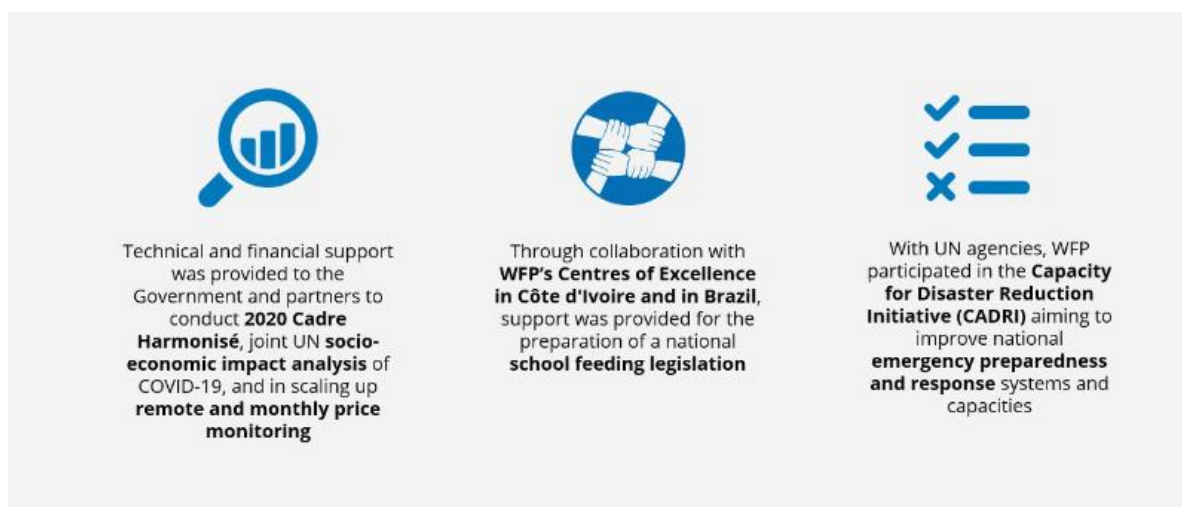 Technical and financial support
was provided to the
Government and partners to
conduct 2020 Cadre
Harmonisé, joint UN socio-
economic impact analysis of
COVID-19, and in scaling up
remote and monthly price
monitoring
Through collaboration with
WFP's Centres of Excellence
in Côte d'Ivoire and in Brazil,
support was provided for the
preparation of a national
school feeding legislation
With UN agencies, WFP
participated in the Capacity
for Disaster Reduction
Initiative (CADRI) aiming to
improve national
emergency preparedness
and response systems and
capacities